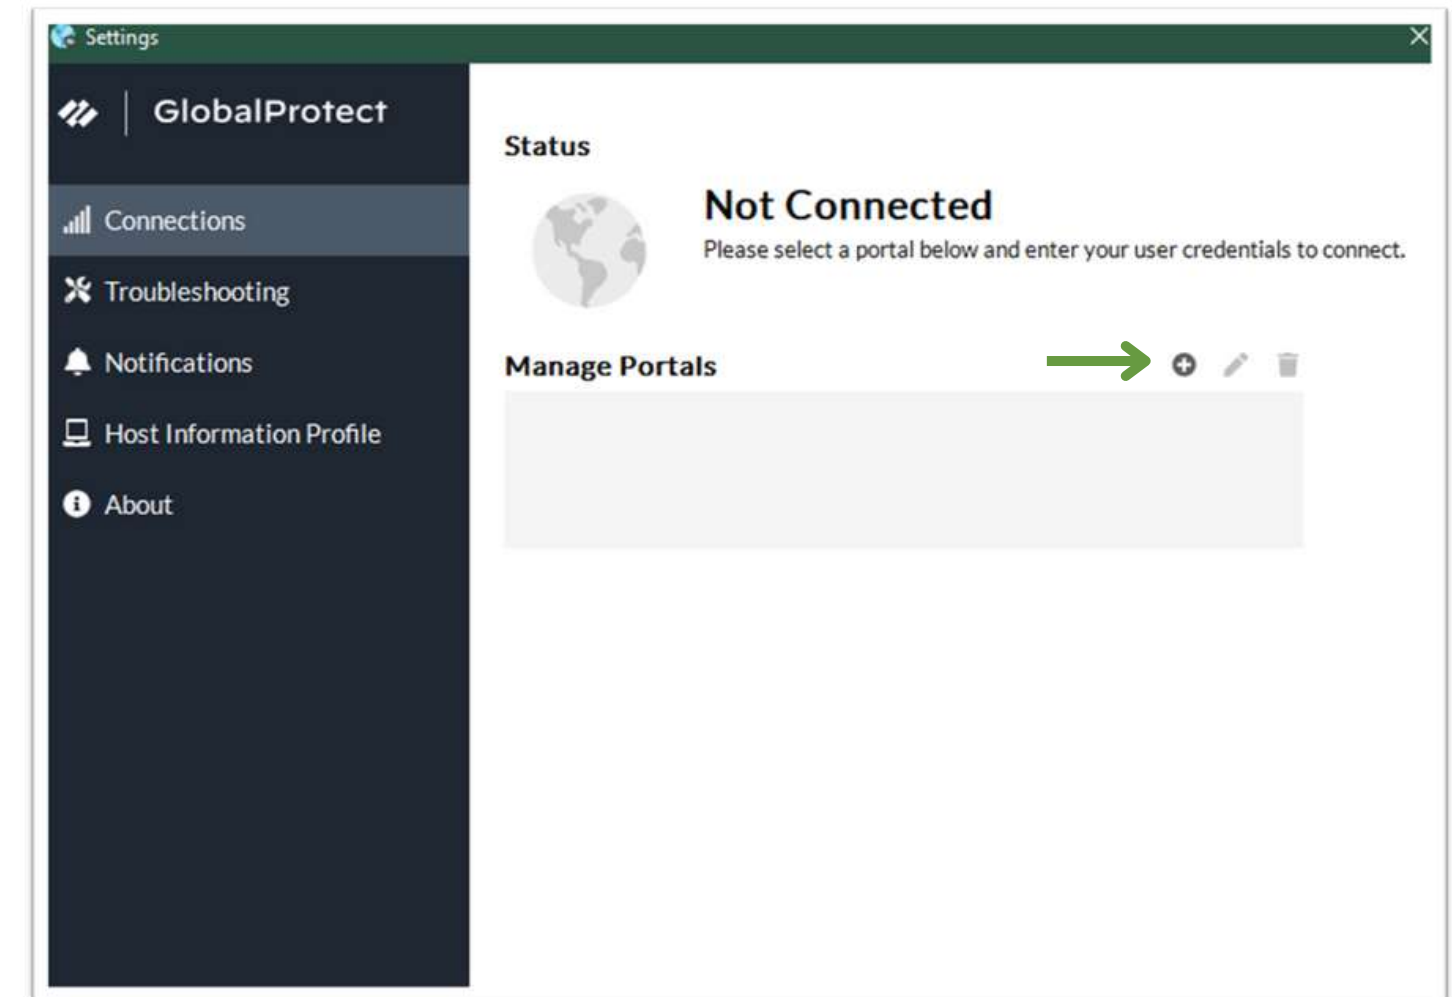 Settings
GlobalProtect
Connections
Troubleshooting
Notifications
Host Information Profile
About
Status
Not Connected
Please select a portal below and enter your user credentials to connect.
Manage Portals